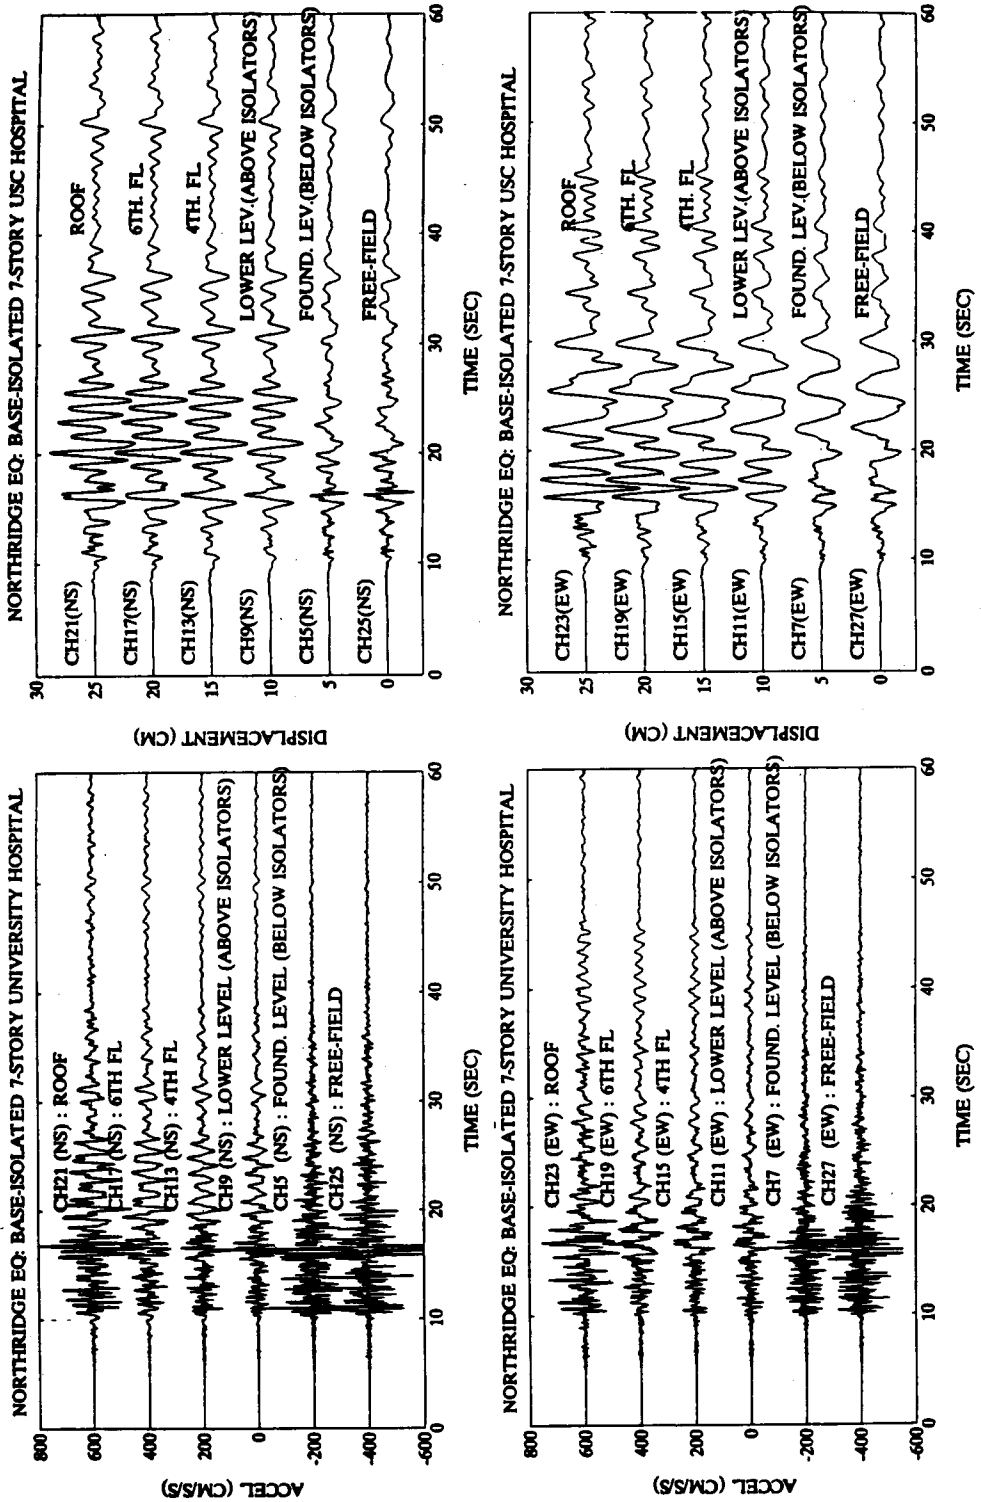 NORTHRIDGE EQ: BASE-ISOLATED 7-STORY UNIVERSITY HOSPITAL
800
600
400
200
0
-200
-400
-600
ACCEL (CM/S/S)
CH21 (NS) : ROOF
CH17 (NS) : 6TH FL
CH13 (NS) : 4TH FL
CH9 (NS) : LOWER LEVEL (ABOVE ISOLATORS)
CH5 (NS) : FOUND. LEVEL (BELOW ISOLATORS)
CH25 (NS) : FREE-FIELD
0 10 20 30 40 50 60
TIME (SEC)
NORTHRIDGE EQ: BASE-ISOLATED 7-STORY USC HOSPITAL
30
25
20
15
10
5
0
DISPLACEMENT (CM)
CH21(NS) ROOF
CH17(NS) 6TH. FL.
CH13(NS) 4TH. FL
CH9(NS) LOWER LEV.(ABOVE ISOLATORS)
CH5(NS) FOUND. LEV.(BELOW ISOLATORS)
CH25(NS) FREE-FIELD
0 10 20 30 40 50 60
TIME (SEC)
NORTHRIDGE EQ: BASE-ISOLATED 7-STORY UNIVERSITY HOSPITAL
800
600
400
200
0
-200
-400
-600
ACCEL (CM/S/S)
CH23 (EW) : ROOF
CH19 (EW) : 6TH FL
CH15 (EW) : 4TH FL
CH11 (EW) : LOWER LEVEL (ABOVE ISOLATORS)
CH7 (EW) : FOUND. LEVEL (BELOW ISOLATORS)
CH27 (EW) : FREE-FIELD
0 10 20 30 40 50 60
TIME (SEC)
NORTHRIDGE EQ: BASE-ISOLATED 7-STORY USC HOSPITAL
30
25
20
15
10
5
0
DISPLACEMENT (CM)
CH23(EW) ROOF
CH19(EW) 6TH. FL
CH15(EW) 4TH. FL
CH11(EW) LOWER LEV.(ABOVE ISOLATORS)
CH7(EW) FOUND. LEV.(BELOW ISOLATORS)
CH27(EW) FREE-FIELD
0 10 20 30 40 50 60
TIME (SEC)